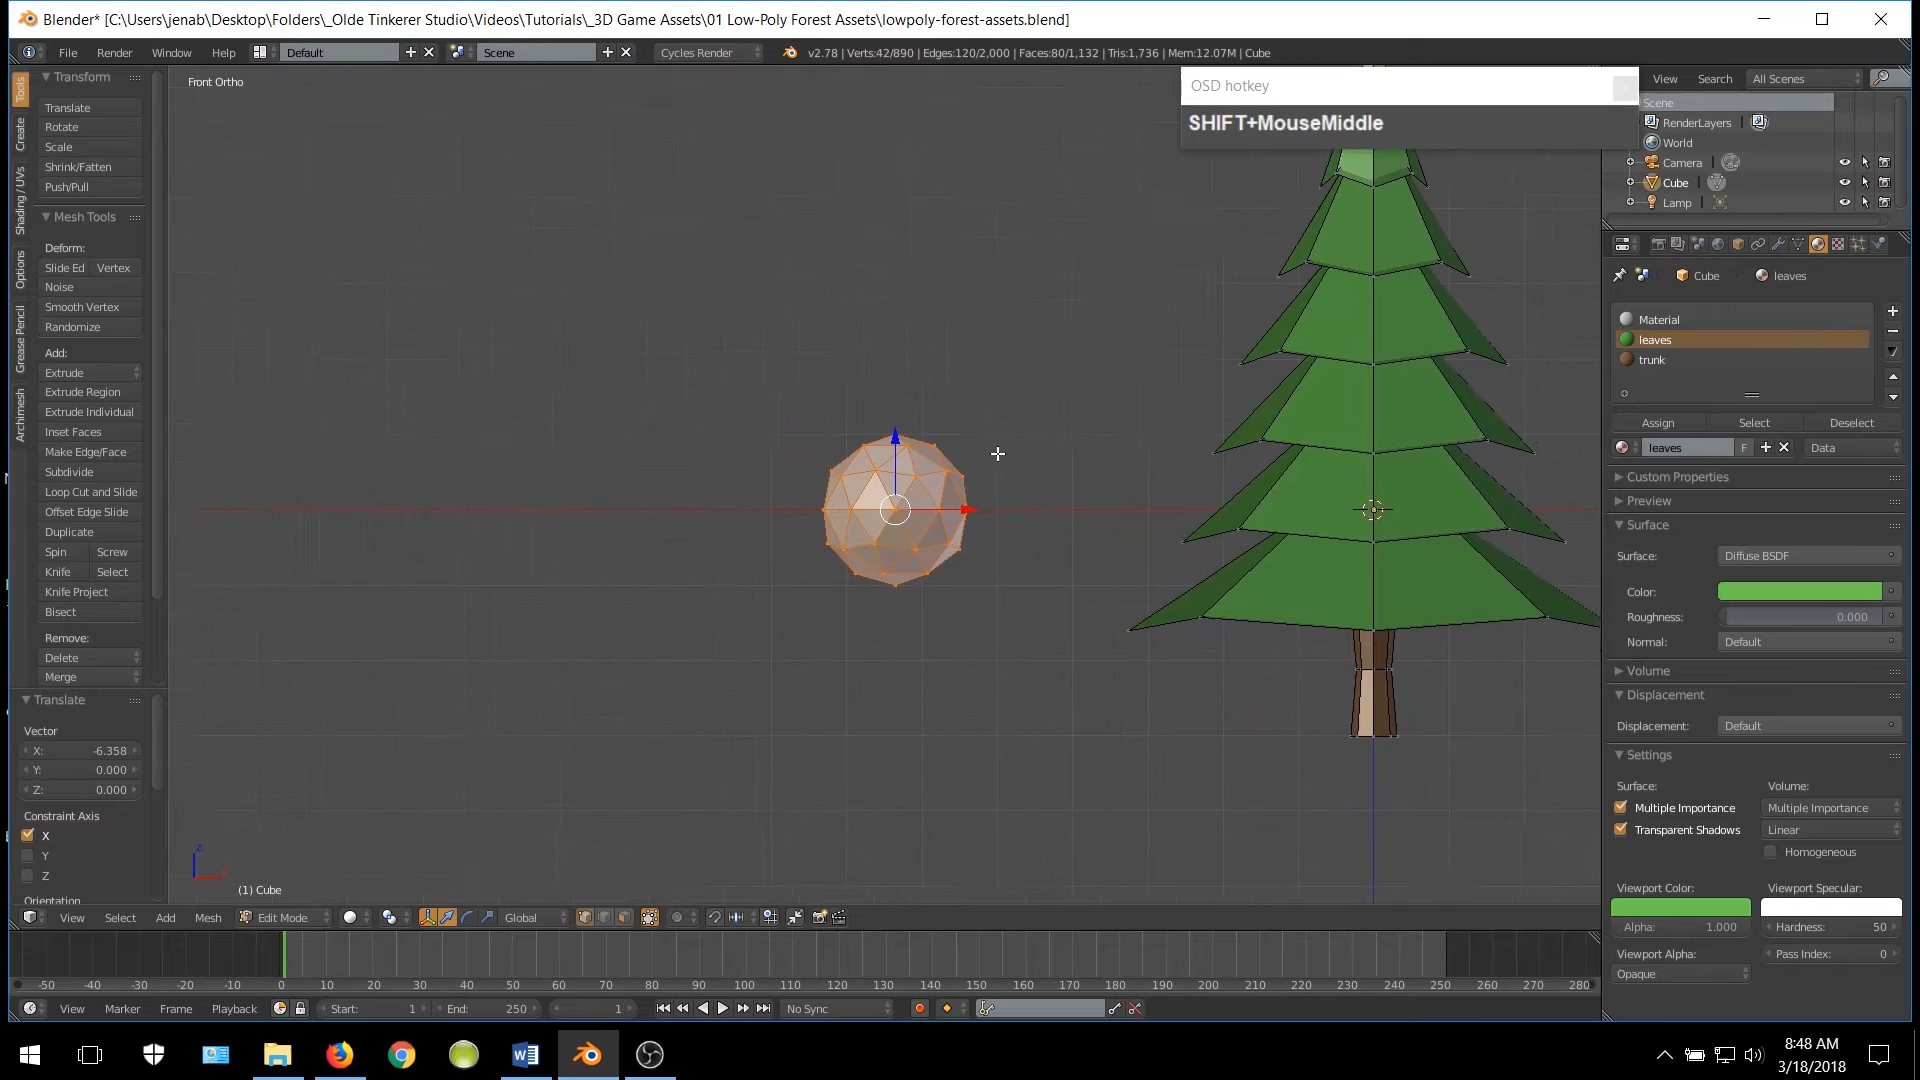 Blender* [C:\Users\jenab\Desktop\Folders\_Olde Tinkerer Studio\Videos\Tutorials\_3D Game Assets\01 Low-Poly Forest Assets\lowpoly-forest-assets.blend]
File Render Window Help Default Scene Cycles Render v2.78 | Verts:42/890 | Edges:120/2,000 | Faces:80/1,132 | Tris:1,736 | Mem:12.07M | Cube
Tools
Create
Shading / UVs
Options
Grease Pencil
Archimesh
Transform
Translate
Rotate
Scale
Shrink/Fatten
Push/Pull
Mesh Tools
Deform:
Slide Ed Vertex
Noise
Smooth Vertex
Randomize
Add:
Extrude
Extrude Region
Extrude Individual
Inset Faces
Make Edge/Face
Subdivide
Loop Cut and Slide
Offset Edge Slide
Duplicate
Spin Screw
Knife Select
Knife Project
Bisect
Remove:
Delete
Merge
Translate
Vector
X: -6.358
Y: 0.000
Z: 0.000
Constraint Axis
X
Y
Z
Orientation
Front Ortho
OSD hotkey
SHIFT+MouseMiddle
z
(1) Cube
View Select Add Mesh Edit Mode Global
View Search All Scenes
Scene
RenderLayers
World
Camera
Cube
Lamp
Cube leaves
Material
leaves
trunk
Assign Select Deselect
leaves F Data
Custom Properties
Preview
Surface
Surface: Diffuse BSDF
Color:
Roughness: 0.000
Normal: Default
Volume
Displacement
Displacement: Default
Settings
Surface: Volume:
Multiple Importance Multiple Importance
Transparent Shadows Linear
Homogeneous
Viewport Color: Viewport Specular:
Alpha: 1.000 Hardness: 50
Viewport Alpha: Pass Index: 0
Opaque
-50 -40 -30 -20 -10 0 10 20 30 40 50 60 70 80 90 100 110 120 130 140 150 160 170 180 190 200 210 220 230 240 250 260 270 280
View Marker Frame Playback Start: 1 End: 250 1 No Sync
8:48 AM
3/18/2018